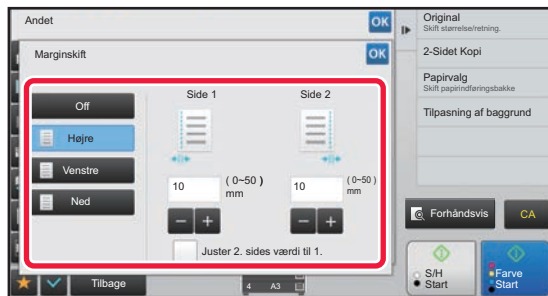 Andet
OK
Marginskift
OK
Off
Højre
Venstre
Ned
Side 1
Side 2
10
( 0~50 )
mm
10
( 0~50 )
mm
Juster 2. sides værdi til 1.
Tilbage
4 A3
Original
Skift størrelse/retning.
2-Sidet Kopi
Papirvalg
Skift papirindføringsbakke
Tilpasning af baggrund
Forhåndsvis
CA
S/H
Start
Farve
Start